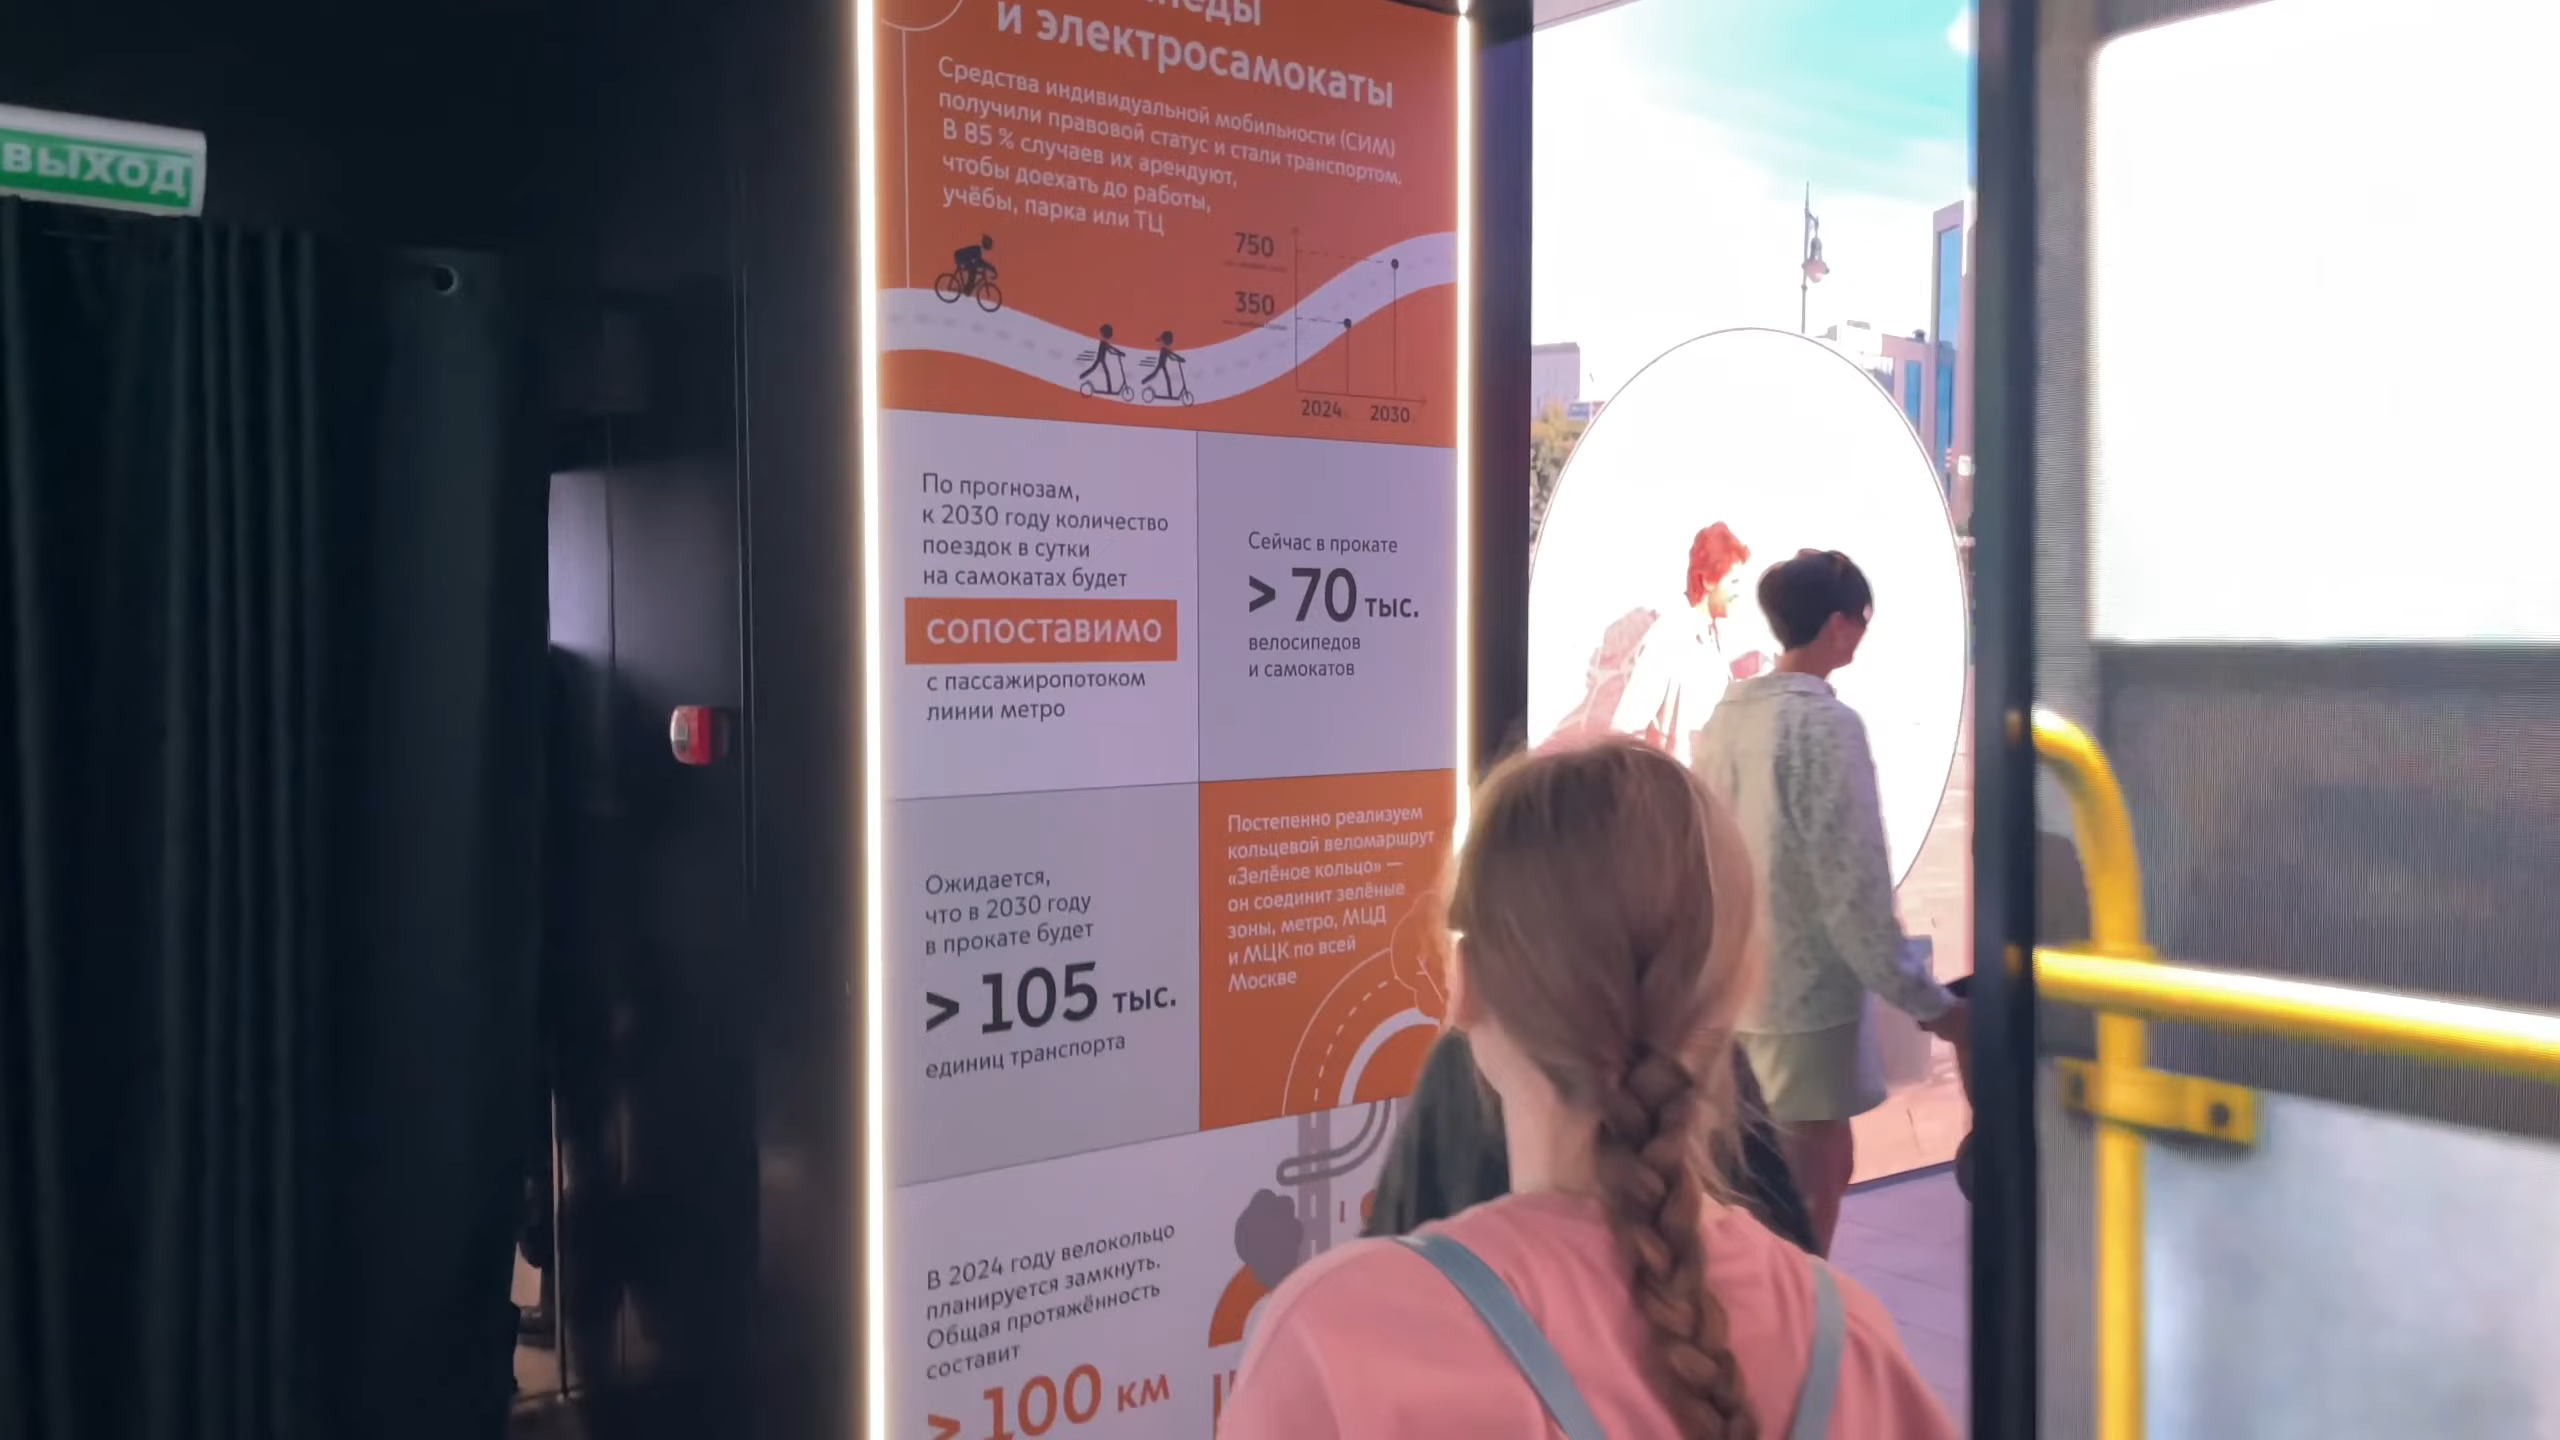 ВЫХОД
и электросамокаты
Средства индивидуальной мобильности (СИМ)
получили правовой статус и стали транспортом.
В 85 % случаев их арендуют,
чтобы доехать до работы,
учёбы, парка или ТЦ
750
350
2024
2030
По прогнозам,
к 2030 году количество
поездок в сутки
на самокатах будет
сопоставимо
с пассажиропотоком
линии метро
Сейчас в прокате
> 70 тыс.
велосипедов
и самокатов
Ожидается,
что в 2030 году
в прокате будет
> 105 тыс.
единиц транспорта
Постепенно реализуем
кольцевой веломаршрут
«Зелёное кольцо» —
он соединит зелёные
зоны, метро, МЦД
и МЦК по всей
Москве
В 2024 году велокольцо
планируется замкнуть.
Общая протяжённость
составит
> 100 км